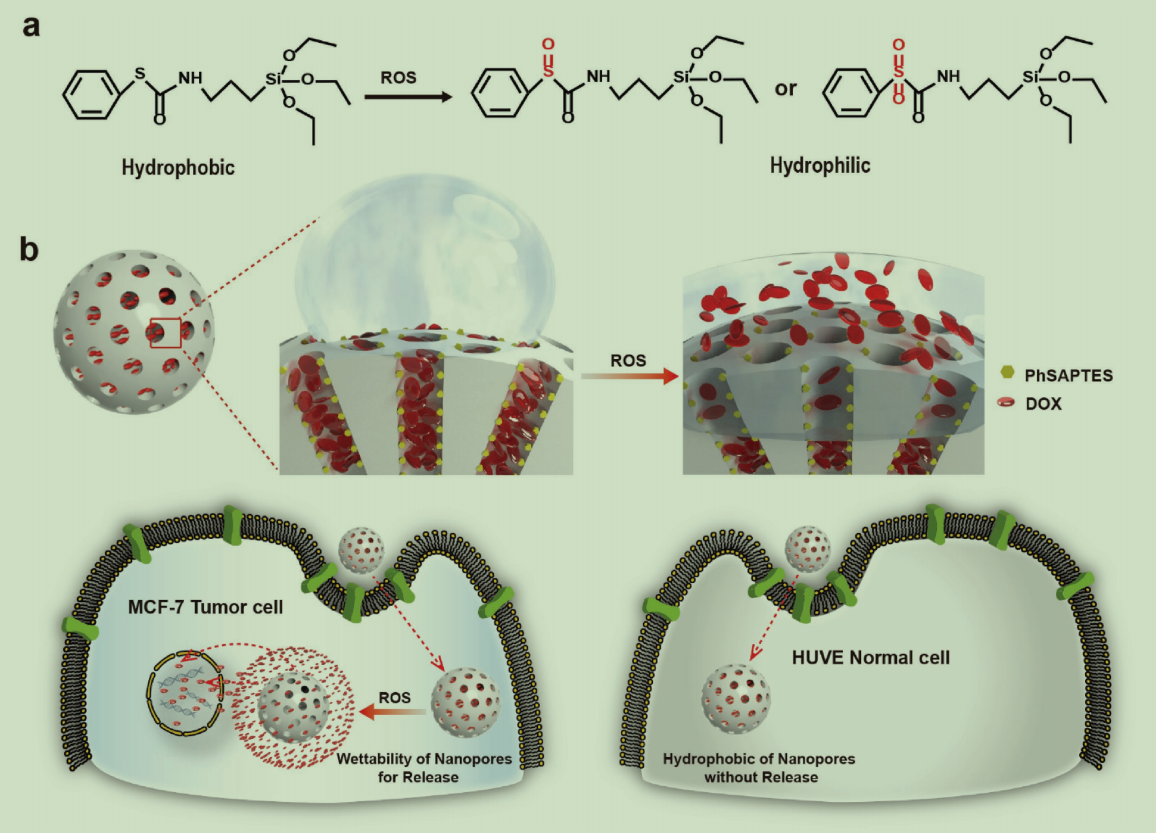 a
S
NH
O
Si
O
O
O
ROS
O
S
NH
O
Si
O
O
O
or
O
S
O
NH
O
Si
O
O
O
Hydrophobic
Hydrophilic
b
ROS
PhSAPTES
DOX
MCF-7 Tumor cell
ROS
Wettability of Nanopores
for Release
HUVE Normal cell
Hydrophobic of Nanopores
without Release